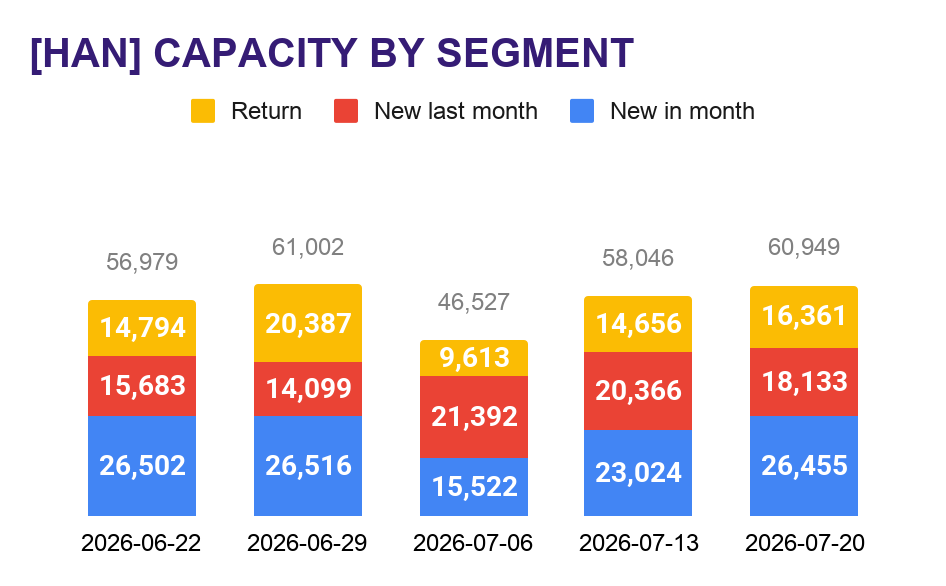 [HAN] CAPACITY BY SEGMENT
Return New last month New in month
56,979 61,002 46,527 58,046 60,949
14,794 20,387 9,613 14,656 16,361
15,683 14,099 21,392 20,366 18,133
26,502 26,516 15,522 23,024 26,455
2026-06-22 2026-06-29 2026-07-06 2026-07-13 2026-07-20